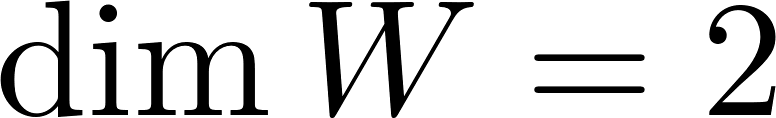 dim W = 2